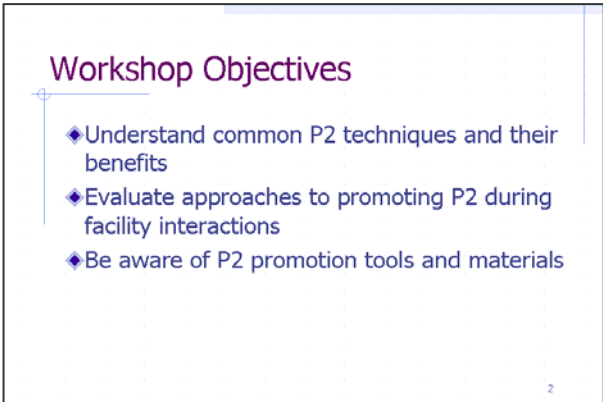 Workshop Objectives
Understand common P2 techniques and their
benefits
Evaluate approaches to promoting P2 during
facility interactions
Be aware of P2 promotion tools and materials
2